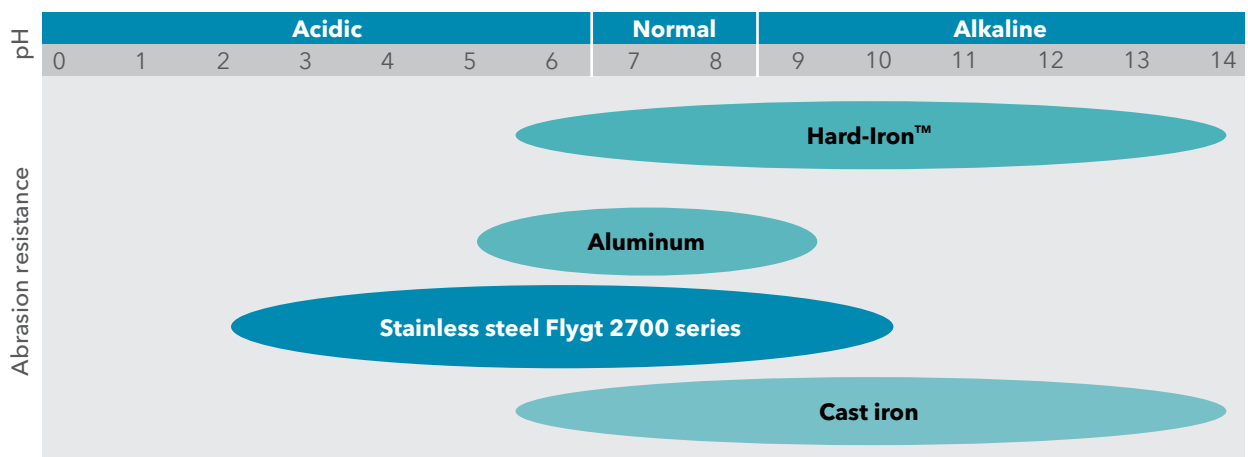 pH
Acidic Normal Alkaline
0 1 2 3 4 5 6 7 8 9 10 11 12 13 14
Abrasion resistance
Hard-Iron™
Aluminum
Stainless steel Flygt 2700 series
Cast iron